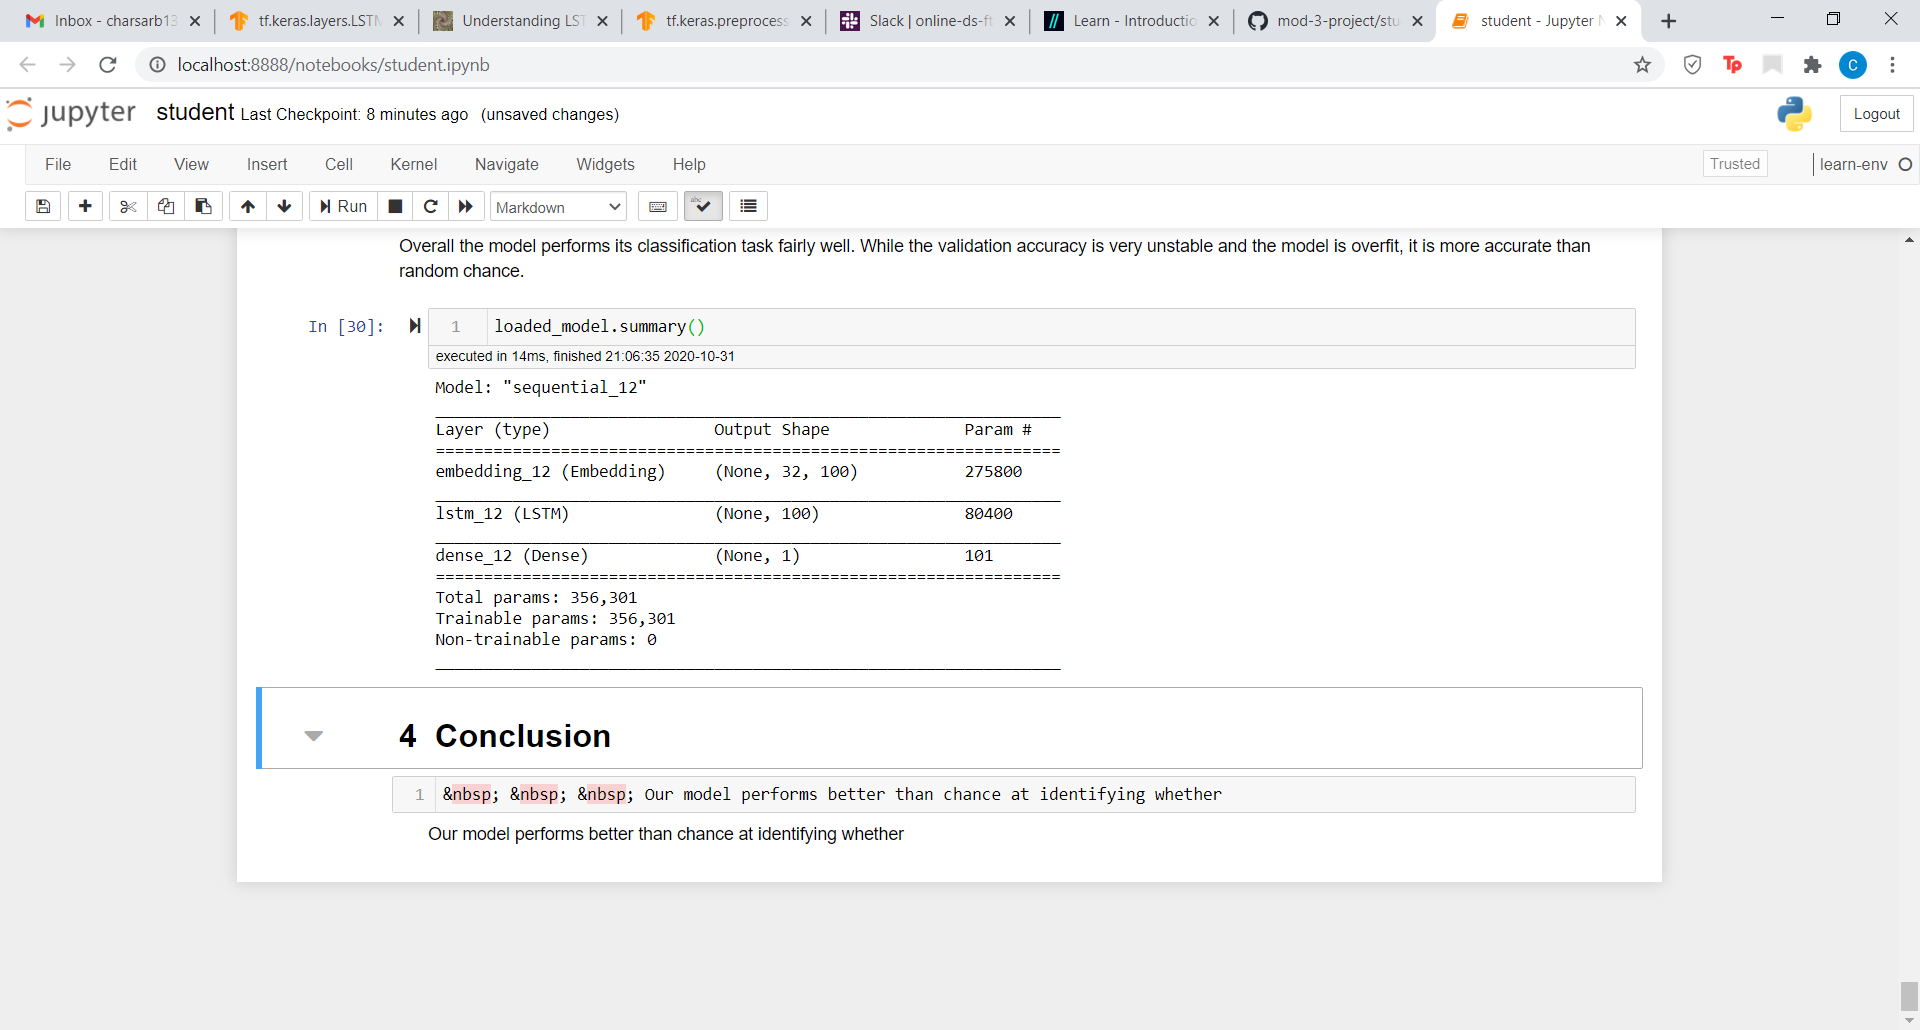 Inbox - charsarb13
tf.keras.layers.LSTM
Understanding LST
tf.keras.preprocess
Slack | online-ds-ft
Learn - Introductio
mod-3-project/stu
student - Jupyter N
localhost:8888/notebooks/student.ipynb
Tp
C
jupyter student Last Checkpoint: 8 minutes ago (unsaved changes)
Logout
File Edit View Insert Cell Kernel Navigate Widgets Help
Trusted
learn-env
Run
Markdown
abc
Overall the model performs its classification task fairly well. While the validation accuracy is very unstable and the model is overfit, it is more accurate than
random chance.
In [30]:
1 loaded_model.summary()
executed in 14ms, finished 21:06:35 2020-10-31
Model: "sequential_12"
_________________________________________________________________
Layer (type) Output Shape Param #
=================================================================
embedding_12 (Embedding) (None, 32, 100) 275800
_________________________________________________________________
lstm_12 (LSTM) (None, 100) 80400
_________________________________________________________________
dense_12 (Dense) (None, 1) 101
=================================================================
Total params: 356,301
Trainable params: 356,301
Non-trainable params: 0
_________________________________________________________________
4 Conclusion
1 &nbsp; &nbsp; &nbsp; Our model performs better than chance at identifying whether
Our model performs better than chance at identifying whether